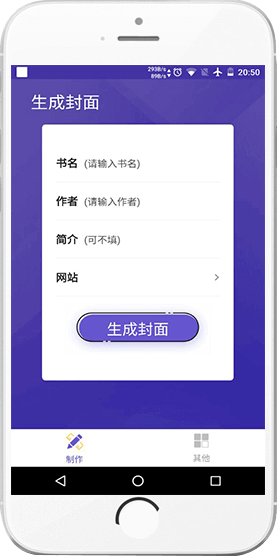 293B/s
89B/s
20:50
生成封面
书名 (请输入书名)
作者 (请输入作者)
简介 (可不填)
网站
生成封面
制作
其他